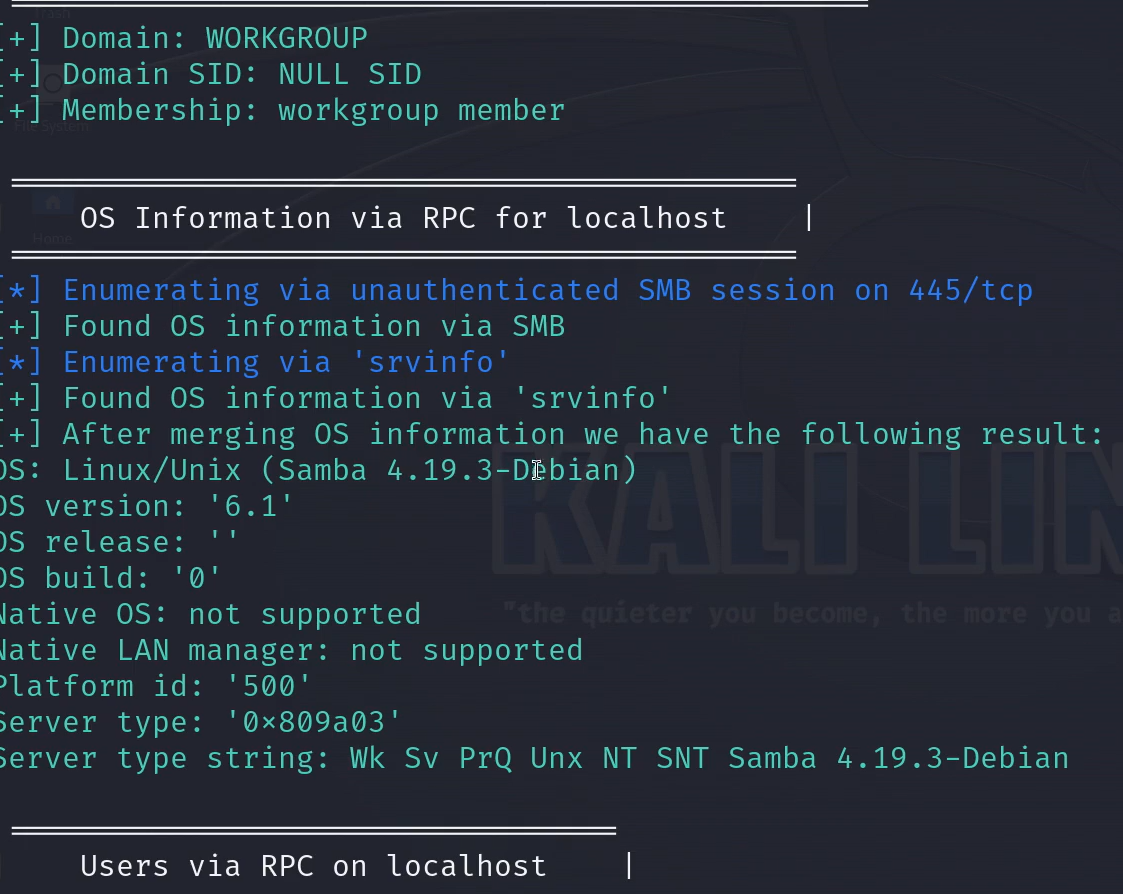 [+] Domain: WORKGROUP
[+] Domain SID: NULL SID
[+] Membership: workgroup member
File System
OS Information via RPC for localhost |
Home
[*] Enumerating via unauthenticated SMB session on 445/tcp
[+] Found OS information via SMB
[*] Enumerating via 'srvinfo'
[+] Found OS information via 'srvinfo'
[+] After merging OS information we have the following result:
OS: Linux/Unix (Samba 4.19.3-Debian)
KALI LIN
OS version: '6.1'
OS release: ''
OS build: '0'
Native OS: not supported
"the quieter you become, the more you a
Native LAN manager: not supported
Platform id: '500'
Server type: '0×809a03'
Server type string: Wk Sv PrQ Unx NT SNT Samba 4.19.3-Debian
Users via RPC on localhost |